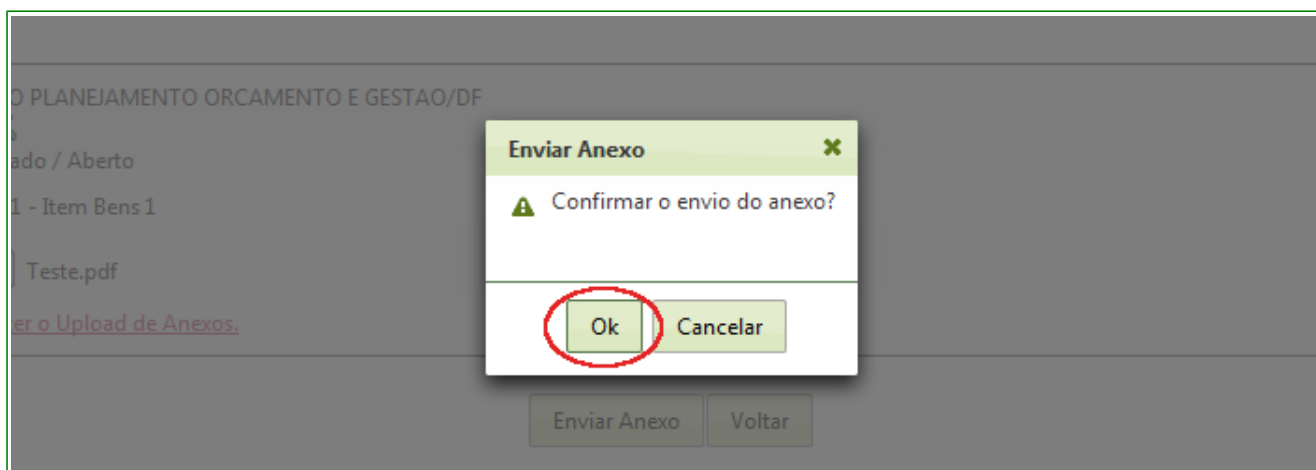 O PLANEJAMENTO ORCAMENTO E GESTAO/DF
ado / Aberto
1 - Item Bens 1
Teste.pdf
er o Upload de Anexos.
Enviar Anexo
Confirmar o envio do anexo?
Ok Cancelar
Enviar Anexo Voltar